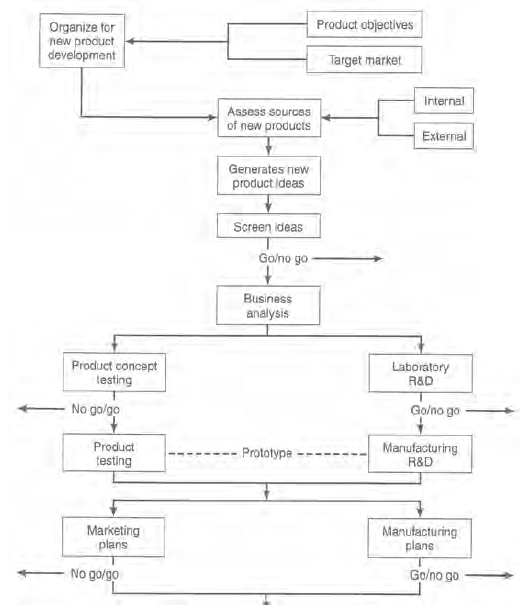 Organize for
new product
development
Product objectives
Target market
Assess sources
of new products
Internal
External
Generates new
product ideas
Screen ideas
Go/no go
Business
analysis
Product concept
testing
Laboratory
R&D
No go/go
Go/no go
Product
testing
Prototype
Manufacturing
R&D
Marketing
plans
Manufacturing
plans
No go/go
Go/no go